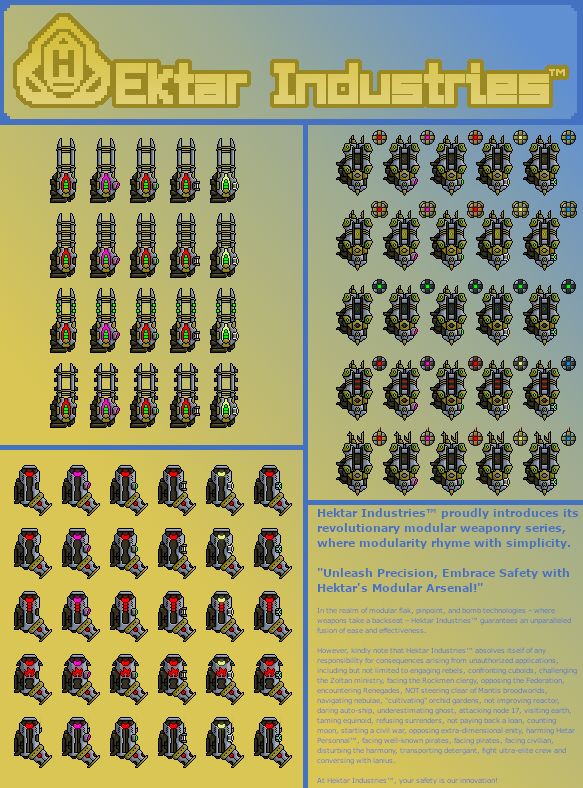 H
Ektar Industries™
Hektar Industries™ proudly introduces its
revolutionary modular weaponry series,
where modularity rhyme with simplicity.
"Unleash Precision, Embrace Safety with
Hektar's Modular Arsenal!"
In the realm of modular flak, pinpoint, and bomb technologies – where
weapons take a backseat – Hektar Industries™ guarantees an unparalleled
fusion of ease and effectiveness.
However, kindly note that Hektar Industries™ absolves itself of any
responsibility for consequences arising from unauthorized applications,
including but not limited to engaging rebels, confronting cuboids, challenging
the Zoltan ministry, facing the Rockmen clergy, opposing the Federation,
encountering Renegades, NOT steering clear of Mantis broodworlds,
navigating nebulae, "cultivating" orchid gardens, not improving reactor,
daring auto-ship, underestimating ghost, attacking node 17, visiting earth,
taming equinoid, refusing surrenders, not paying back a loan, counting
moon, starting a civil war, opposing extra-dimensional enity, harming Hetar
Personnel™, facing well-known pirates, facing pirates, facing civilian,
disturbing the harmony, transporting detergent, fight ultra-elite crew and
conversing with lanius.
At Hektar Industries™, your safety is our innovation!